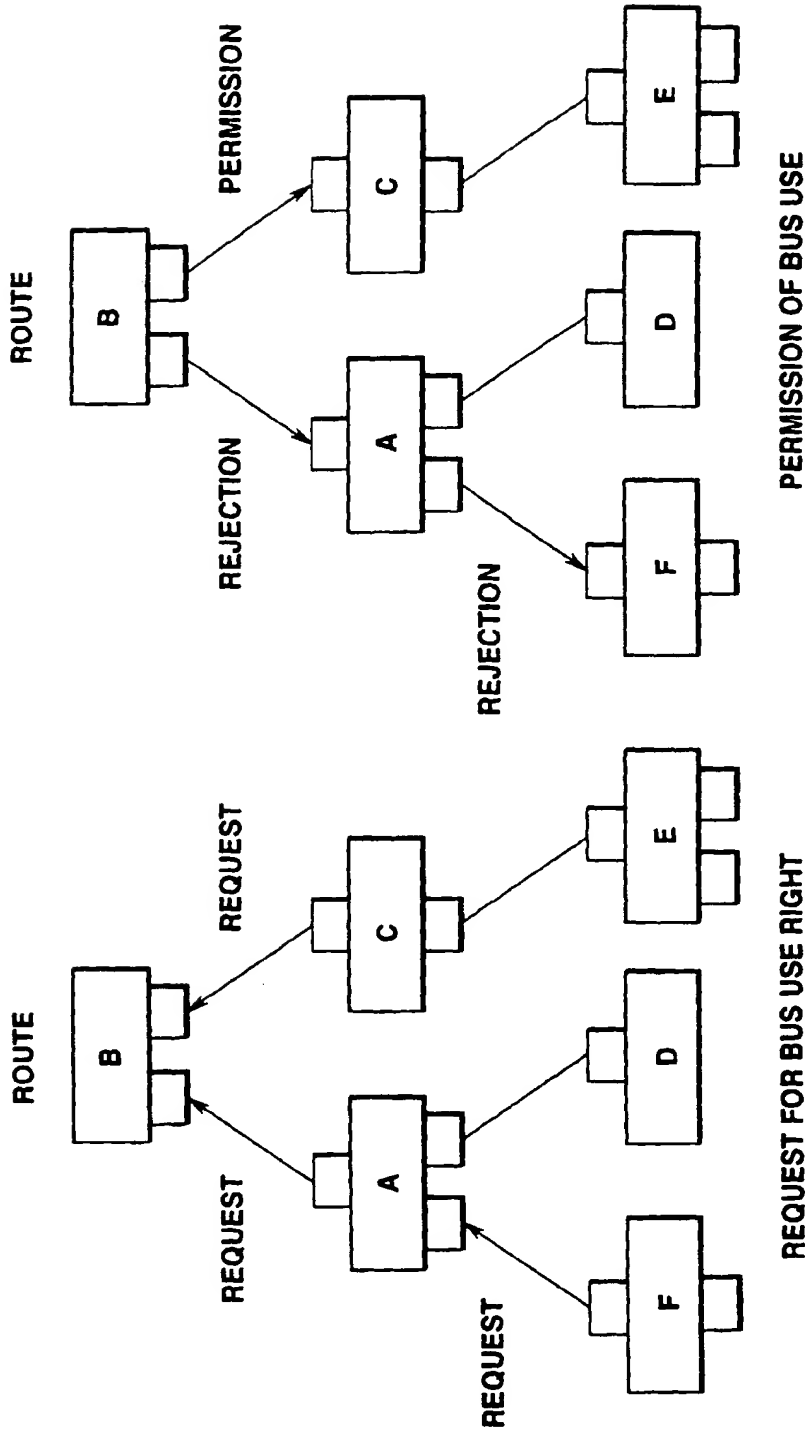 ROUTE
B
REQUEST
REQUEST
A
C
REQUEST
F
D
E
REQUEST FOR BUS USE RIGHT
ROUTE
B
REJECTION
PERMISSION
A
C
REJECTION
F
D
E
PERMISSION OF BUS USE